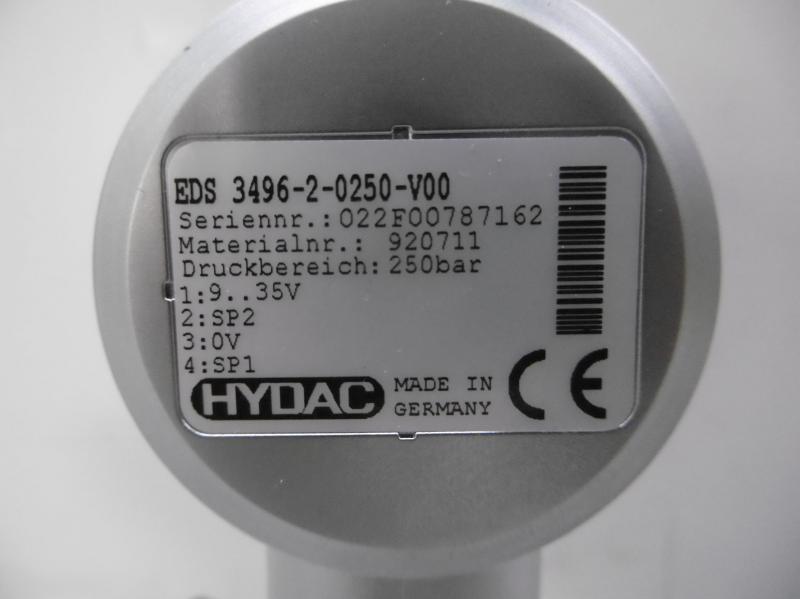 EDS 3496-2-0250-V00
Seriennr.:022F00787162
Materialnr.: 920711
Druckbereich: 250bar
1:9..35V
2:SP2
3:0V
4:SP1
HYDAC MADE IN GERMANY CE